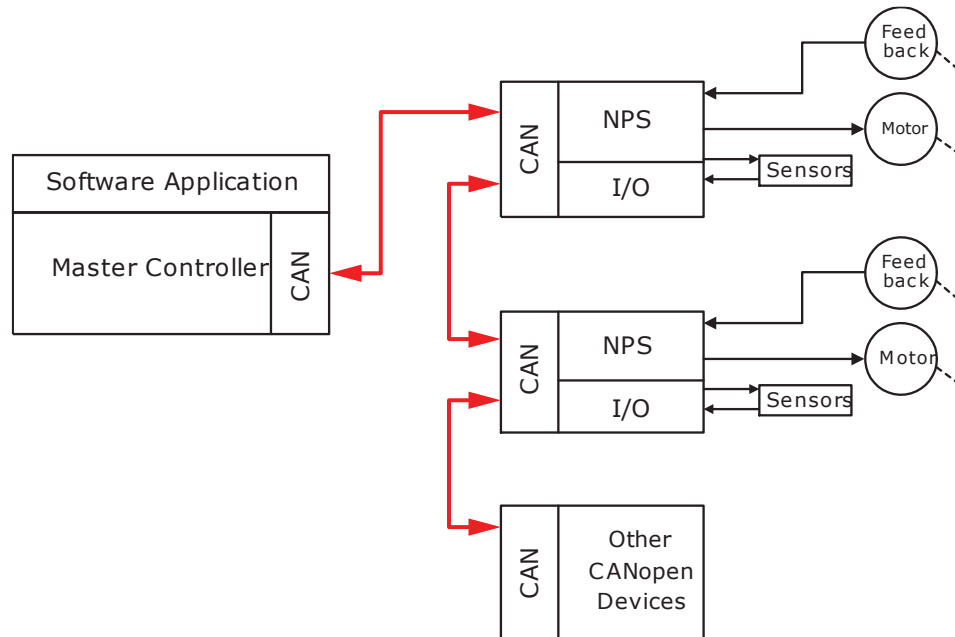 Software Application
Master Controller
CAN
CAN
NPS
I/O
Feed
back
Motor
Sensors
CAN
NPS
I/O
Feed
back
Motor
Sensors
CAN
Other
CANopen
Devices